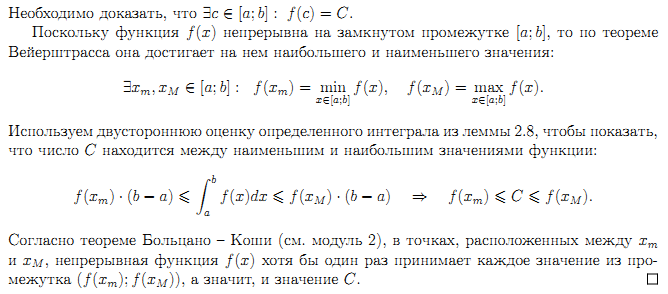 Необходимо доказать, что ∃c ∈ [a; b] : f(c) = C.
Поскольку функция f(x) непрерывна на замкнутом промежутке [a; b], то по теореме
Вейерштрасса она достигает на нем наибольшего и наименьшего значения:
∃x_m, x_M ∈ [a; b] : f(x_m) = min_{x∈[a;b]} f(x), f(x_M) = max_{x∈[a;b]} f(x).
Используем двустороннюю оценку определенного интеграла из леммы 2.8, чтобы показать,
что число C находится между наименьшим и наибольшим значениями функции:
f(x_m) · (b − a) ⩽ ∫_a^b f(x)dx ⩽ f(x_M) · (b − a) ⇒ f(x_m) ⩽ C ⩽ f(x_M).
Согласно теореме Больцано – Коши (см. модуль 2), в точках, расположенных между x_m
и x_M, непрерывная функция f(x) хотя бы один раз принимает каждое значение из про-
межутка (f(x_m); f(x_M)), а значит, и значение C. □